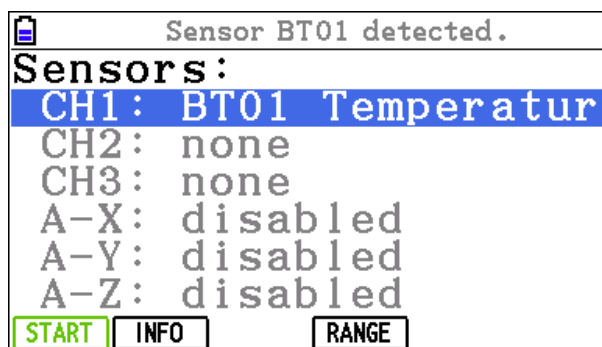 Sensor BT01 detected.
Sensors:
CH1: BT01 Temperatur
CH2: none
CH3: none
A-X: disabled
A-Y: disabled
A-Z: disabled
START INFO RANGE